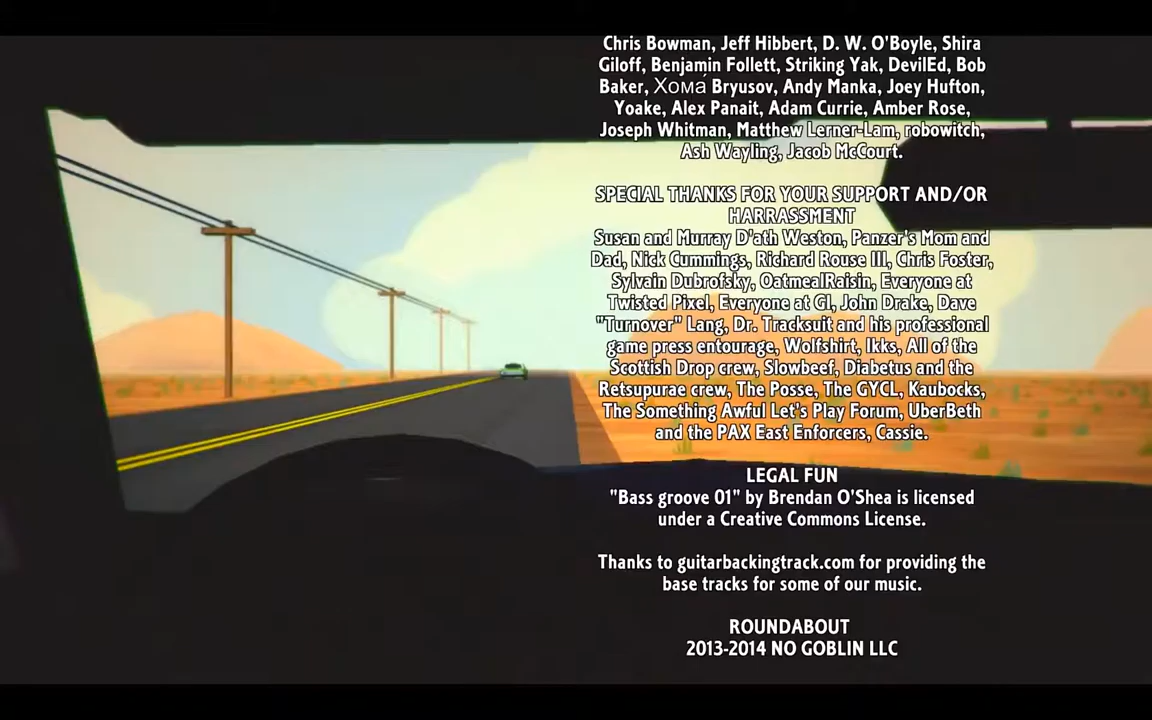 Chris Bowman, Jeff Hibbert, D. W. O'Boyle, Shira
Giloff, Benjamin Follett, Striking Yak, DevilEd, Bob
Baker, Хома́ Bryusov, Andy Manka, Joey Hufton,
Yoake, Alex Panait, Adam Currie, Amber Rose,
Joseph Whitman, Matthew Lerner-Lam, robowitch,
Ash Wayling, Jacob McCourt.
SPECIAL THANKS FOR YOUR SUPPORT AND/OR
HARRASSMENT
Susan and Murray D'ath Weston, Panzer's Mom and
Dad, Nick Cummings, Richard Rouse III, Chris Foster,
Sylvain Dubrofsky, OatmealRaisin, Everyone at
Twisted Pixel, Everyone at GI, John Drake, Dave
"Turnover" Lang, Dr. Tracksuit and his professional
game press entourage, Wolfshirt, Ikks, All of the
Scottish Drop crew, Slowbeef, Diabetus and the
Retsupurae crew, The Posse, The GYCL, Kaubocks,
The Something Awful Let's Play Forum, UberBeth
and the PAX East Enforcers, Cassie.
LEGAL FUN
"Bass groove 01" by Brendan O'Shea is licensed
under a Creative Commons License.
Thanks to guitarbackingtrack.com for providing the
base tracks for some of our music.
ROUNDABOUT
2013-2014 NO GOBLIN LLC